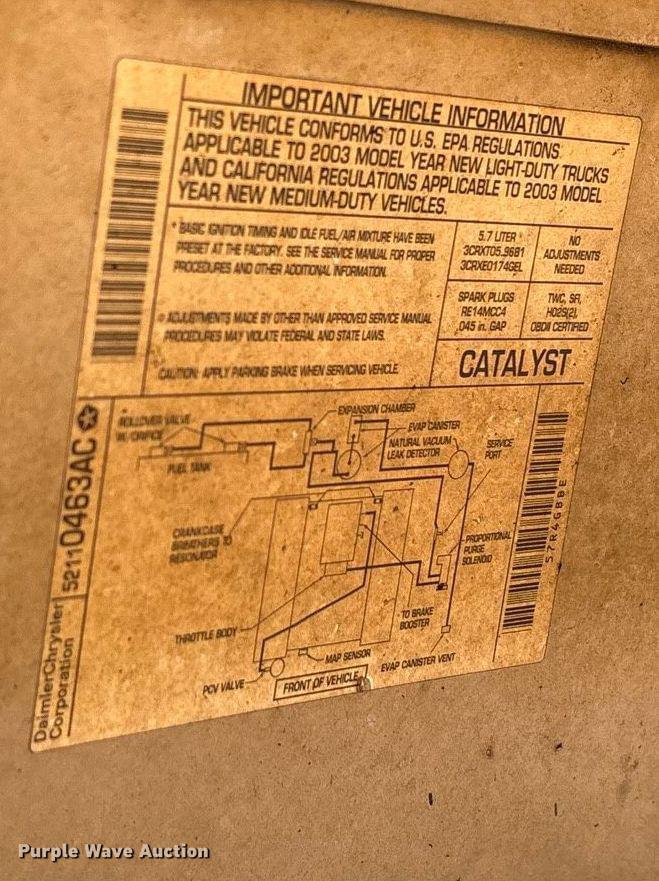 IMPORTANT VEHICLE INFORMATION
THIS VEHICLE CONFORMS TO U.S. EPA REGULATIONS
APPLICABLE TO 2003 MODEL YEAR NEW LIGHT-DUTY TRUCKS
AND CALIFORNIA REGULATIONS APPLICABLE TO 2003 MODEL
YEAR NEW MEDIUM-DUTY VEHICLES.
* BASIC IGNITION TIMING AND IDLE FUEL/AIR MIXTURE HAVE BEEN
PRESET AT THE FACTORY. SEE THE SERVICE MANUAL FOR PROPER
PROCEDURES AND OTHER ADDITIONAL INFORMATION.
ADJUSTMENTS MADE BY OTHER THAN APPROVED SERVICE MANUAL
PROCEDURES MAY VIOLATE FEDERAL AND STATE LAWS.
CAUTION: APPLY PARKING BRAKE WHEN SERVICING VEHICLE.
5.7 LITER
3CRXT05.9681
3CRXE0174GEL
NO
ADJUSTMENTS
NEEDED
SPARK PLUGS
RE14MCC4
.045 in. GAP
TWC, SFI,
HO2S(2),
OBDII CERTIFIED
CATALYST
ROLLOVER VALVE
W/ ORIFICE
FUEL TANK
EXPANSION CHAMBER
EVAP CANISTER
NATURAL VACUUM
LEAK DETECTOR
SERVICE
PORT
CRANKCASE
BREATHERS TO
RESONATOR
PROPORTIONAL
PURGE
SOLENOID
THROTTLE BODY
TO BRAKE
BOOSTER
MAP SENSOR
EVAP CANISTER VENT
PCV VALVE
FRONT OF VEHICLE
DaimlerChrysler
Corporation
52110463AC
57R4GBBE
Purple Wave Auction